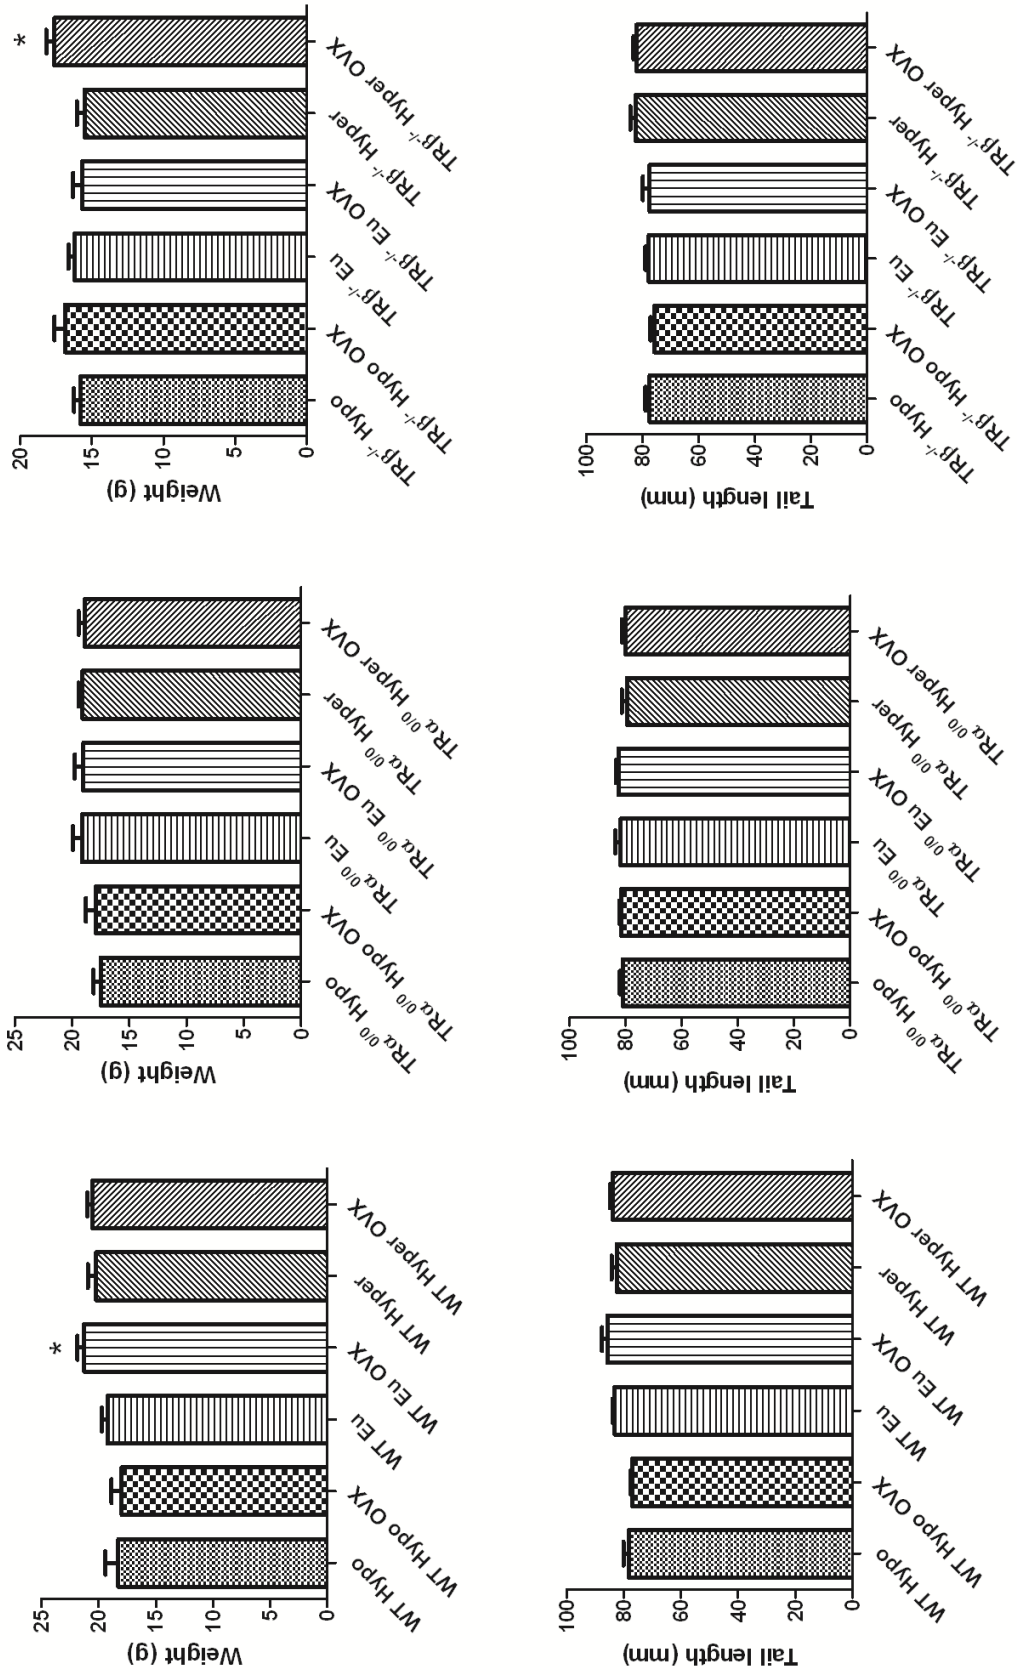 Weight (g)
25
20
15
10
5
0
*
WT Hypo
WT Hypo OVX
WT Eu
WT Eu OVX
WT Hyper
WT Hyper OVX
Weight (g)
25
20
15
10
5
0
TRα0/0 Hypo
TRα0/0 Hypo OVX
TRα0/0 Eu
TRα0/0 Eu OVX
TRα0/0 Hyper
TRα0/0 Hyper OVX
Weight (g)
20
15
10
5
0
*
TRβ-/- Hypo
TRβ-/- Hypo OVX
TRβ-/- Eu
TRβ-/- Eu OVX
TRβ-/- Hyper
TRβ-/- Hyper OVX
Tail length (mm)
100
80
60
40
20
0
WT Hypo
WT Hypo OVX
WT Eu
WT Eu OVX
WT Hyper
WT Hyper OVX
Tail length (mm)
100
80
60
40
20
0
TRα0/0 Hypo
TRα0/0 Hypo OVX
TRα0/0 Eu
TRα0/0 Eu OVX
TRα0/0 Hyper
TRα0/0 Hyper OVX
Tail length (mm)
100
80
60
40
20
0
TRβ-/- Hypo
TRβ-/- Hypo OVX
TRβ-/- Eu
TRβ-/- Eu OVX
TRβ-/- Hyper
TRβ-/- Hyper OVX